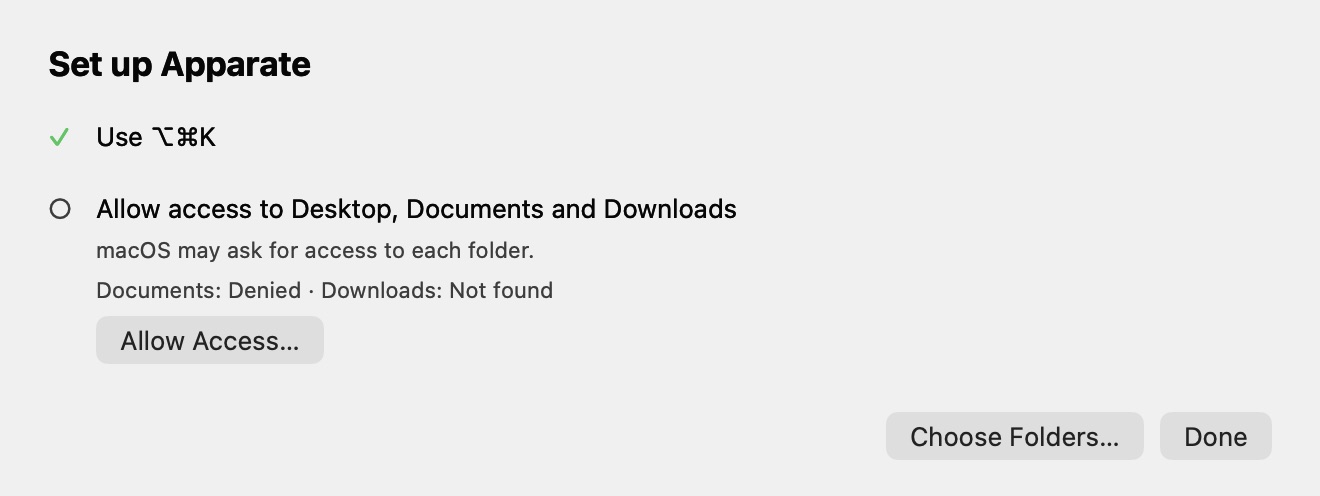 Set up Apparate
Use ⌥⌘K
Allow access to Desktop, Documents and Downloads
macOS may ask for access to each folder.
Documents: Denied · Downloads: Not found
Allow Access...
Choose Folders...
Done